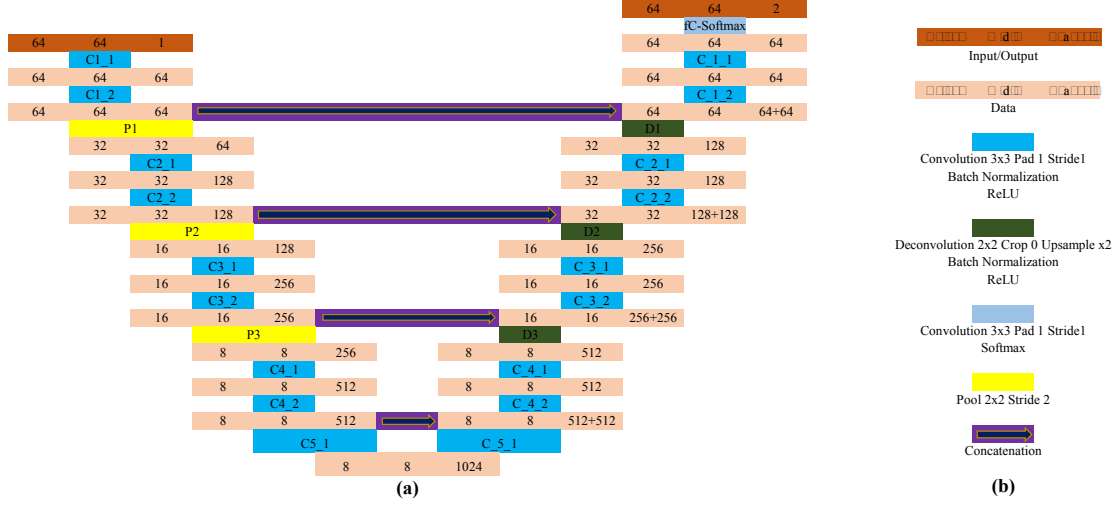 64 64 2
fC-Softmax
64 64 1
64 64 64
C1_1
C_1_1
64 64 64
64 64 64
C1_2
C_1_2
64 64 64
64 64 64+64
P1
D1
32 32 64
32 32 128
C2_1
C_2_1
32 32 128
32 32 128
C2_2
C_2_2
32 32 128
32 32 128+128
P2
D2
16 16 128
16 16 256
C3_1
C_3_1
16 16 256
16 16 256
C3_2
C_3_2
16 16 256
16 16 256+256
P3
D3
8 8 256
8 8 512
C4_1
C_4_1
8 8 512
8 8 512
C4_2
C_4_2
8 8 512
8 8 512+512
C5_1
C_5_1
8 8 1024
(a)
d a
Input/Output
d a
Data
Convolution 3x3 Pad 1 Stride1
Batch Normalization
ReLU
Deconvolution 2x2 Crop 0 Upsample x2
Batch Normalization
ReLU
Convolution 3x3 Pad 1 Stride1
Softmax
Pool 2x2 Stride 2
Concatenation
(b)